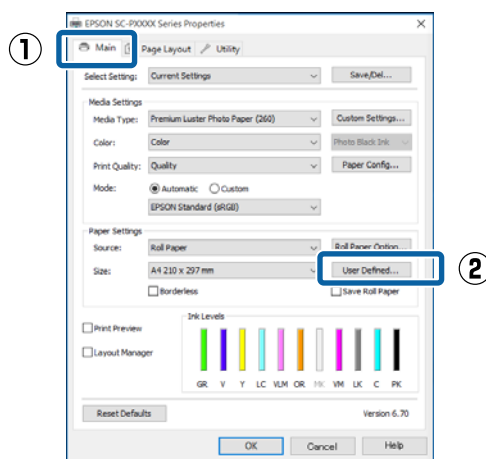 EPSON SC-PXXXX Series Properties
①
Main Page Layout Utility
Select Setting: Current Settings Save/Del...
Media Settings
Media Type: Premium Luster Photo Paper (260) Custom Settings...
Color: Color Photo Black Ink
Print Quality: Quality Paper Config...
Mode: Automatic Custom
EPSON Standard (sRGB)
Paper Settings
Source: Roll Paper Roll Paper Option...
②
Size: A4 210 x 297 mm User Defined...
Borderless Save Roll Paper
Ink Levels
Print Preview
Layout Manager
GR V Y LC VLM OR MK VM LK C PK
Reset Defaults Version 6.70
OK Cancel Help